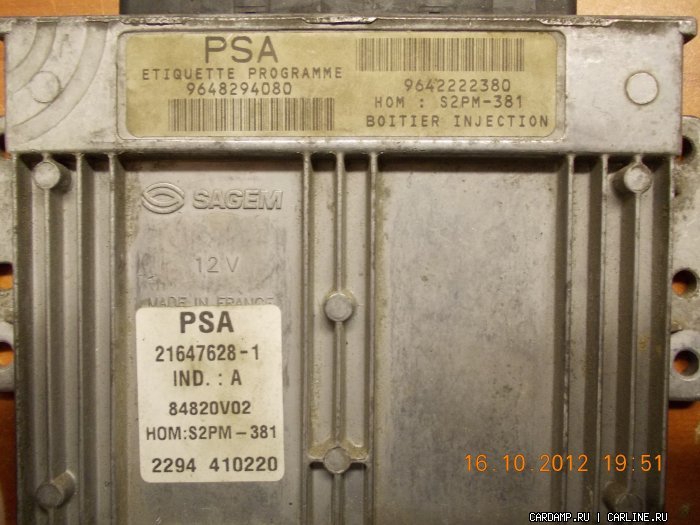 PSA
ETIQUETTE PROGRAMME
9648294080
9642222380
HOM : S2PM-381
BOITIER INJECTION
SAGEM
12 V
MADE IN FRANCE
PSA
21647628-1
IND. : A
84820V02
HOM:S2PM-381
2294 410220
16.10.2012 19:51
CARDAMP.RU | CARLINE.RU